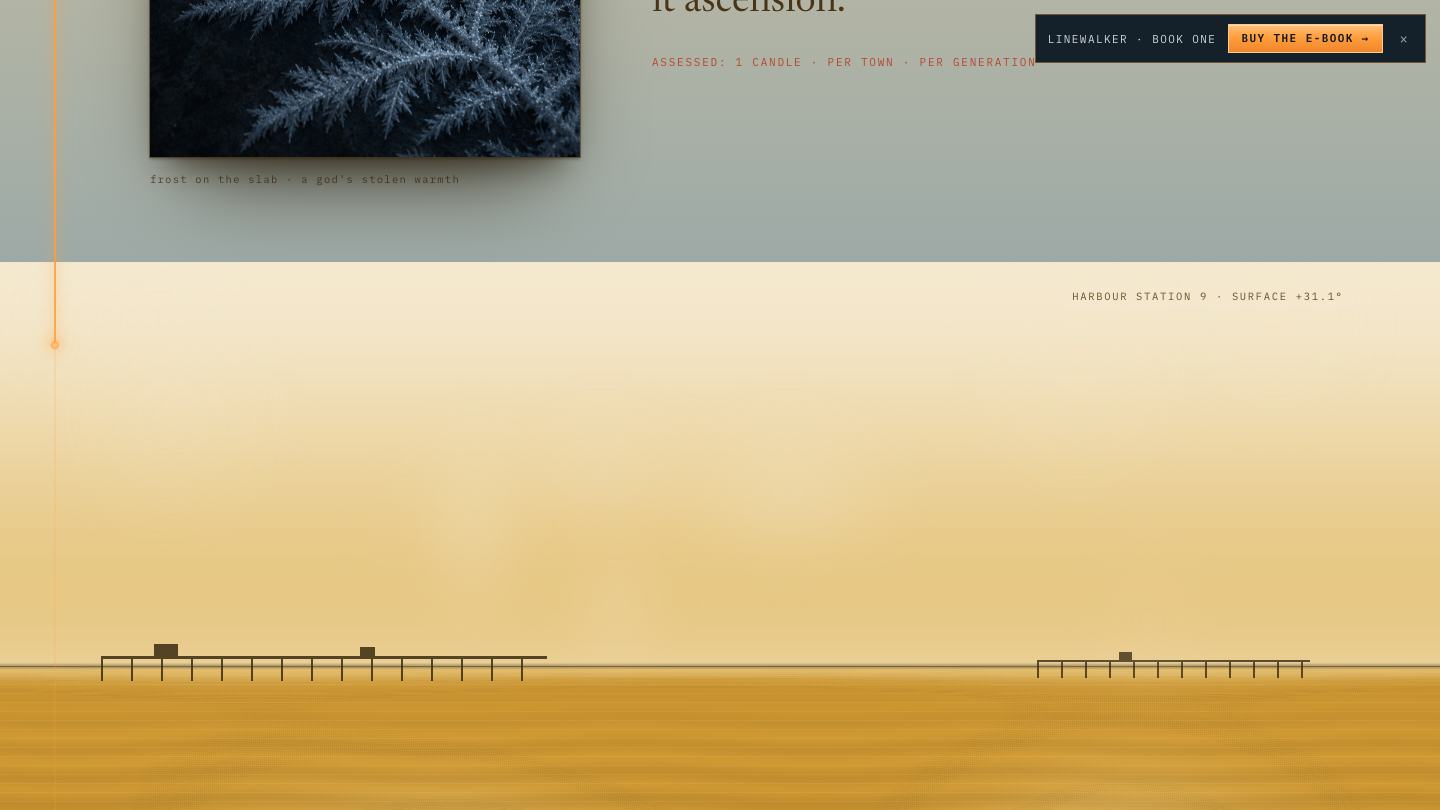 it ascension.
LINEWALKER · BOOK ONE
BUY THE E-BOOK →
×
ASSESSED: 1 CANDLE · PER TOWN · PER GENERATION
frost on the slab · a god's stolen warmth
HARBOUR STATION 9 · SURFACE +31.1°